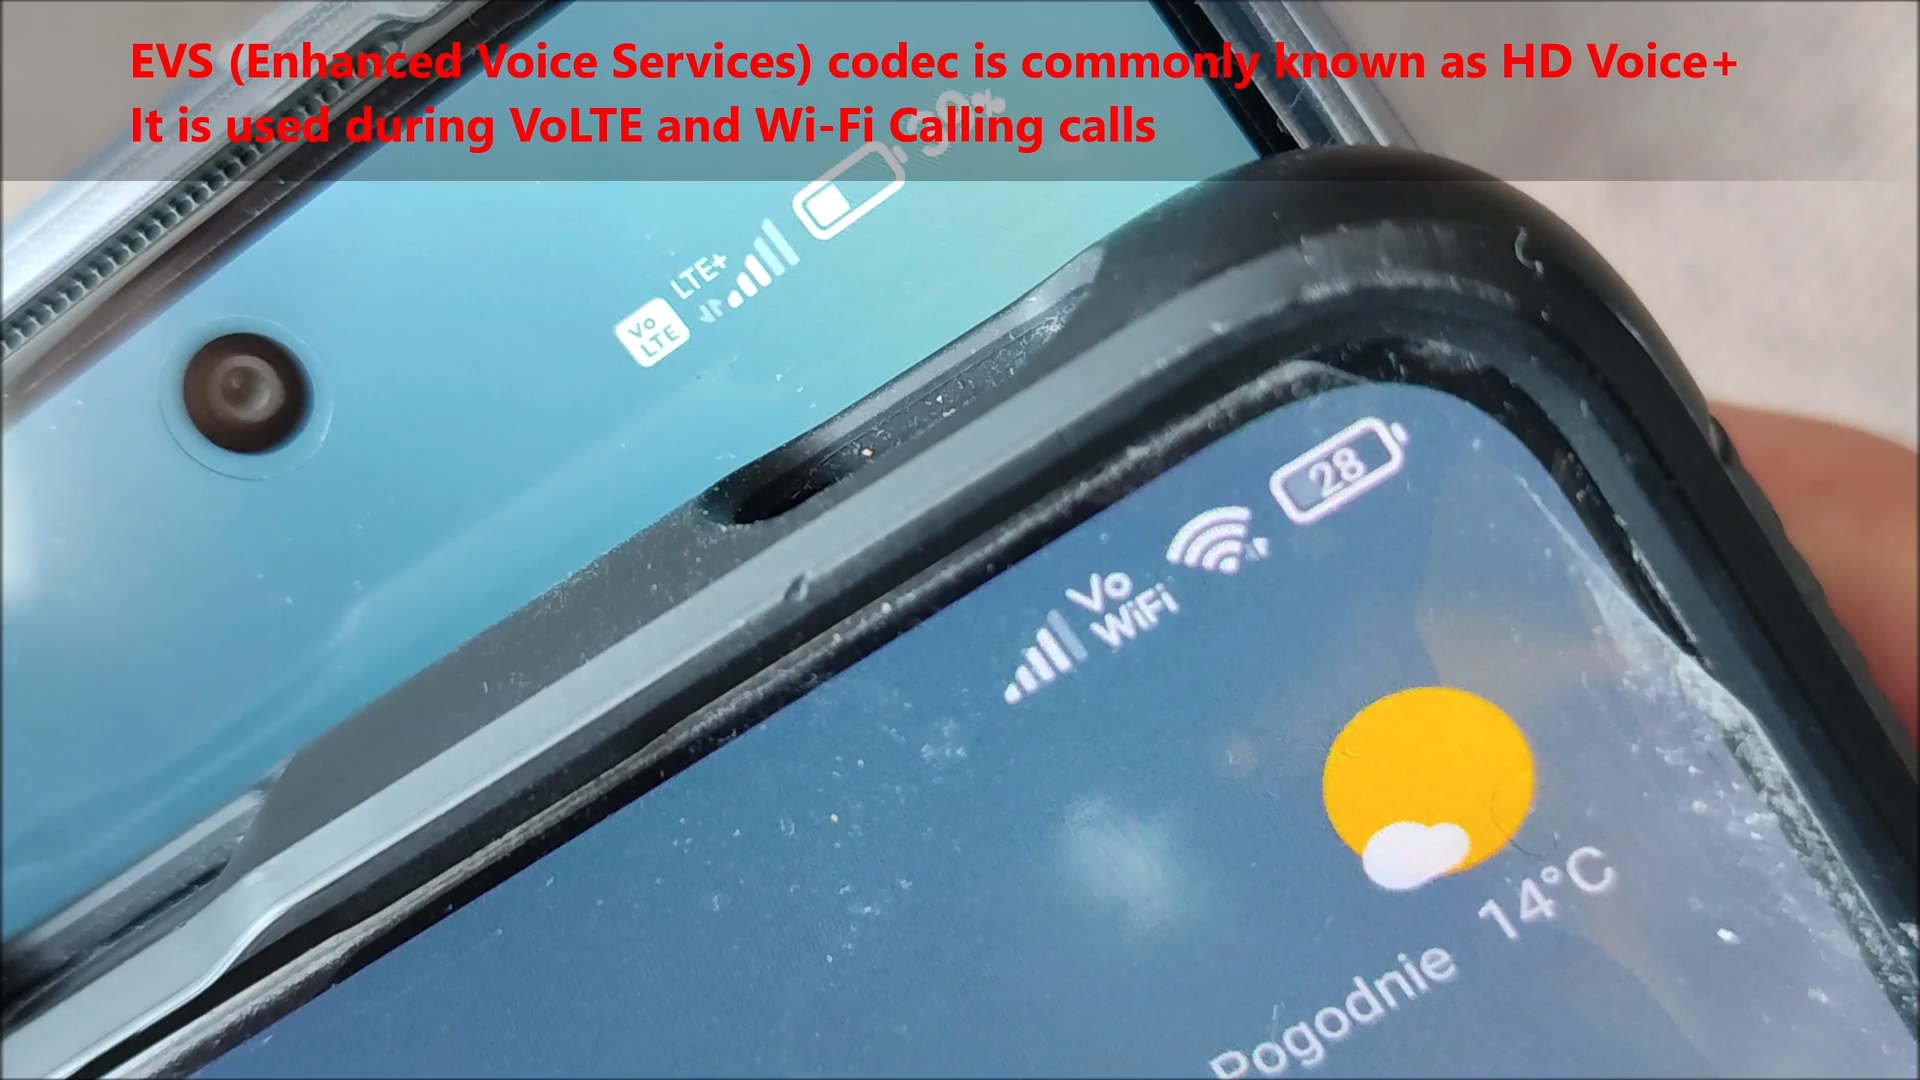 EVS (Enhanced Voice Services) codec is commonly known as HD Voice+
It is used during VoLTE and Wi-Fi Calling calls
Vo
LTE
LTE+
Vo
WiFi
28
14°C
Pogodnie